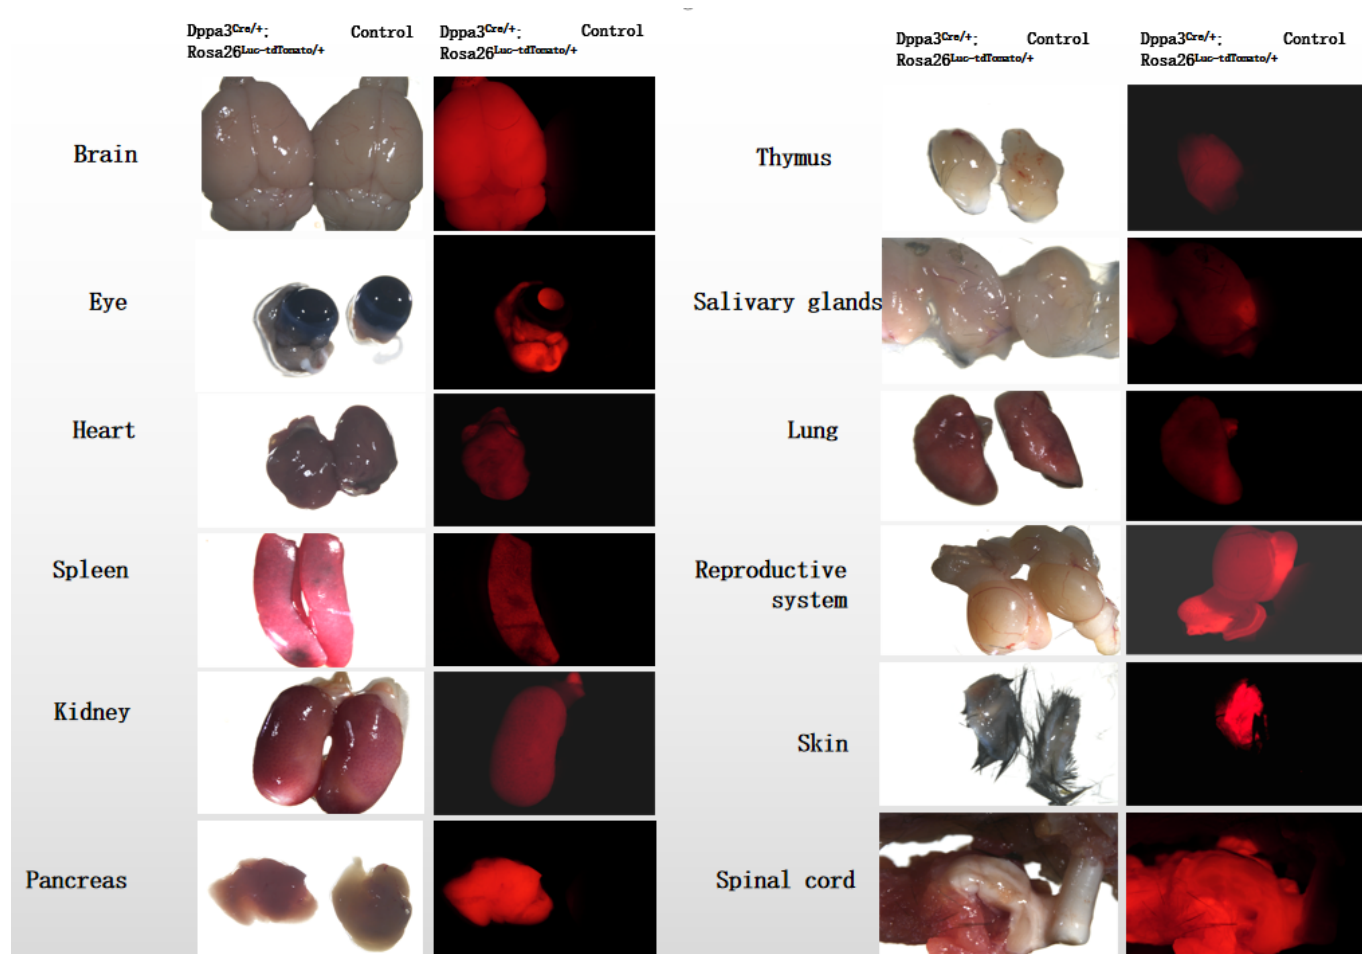 Dppa3Cre/+: Control Dppa3Cre/+: Control
Rosa26Luc-tdTomato/+ Rosa26Luc-tdTomato/+
Brain
Eye
Heart
Spleen
Kidney
Pancreas
Dppa3Cre/+: Control Dppa3Cre/+: Control
Rosa26Luc-tdTomato/+ Rosa26Luc-tdTomato/+
Thymus
Salivary glands
Lung
Reproductive
system
Skin
Spinal cord